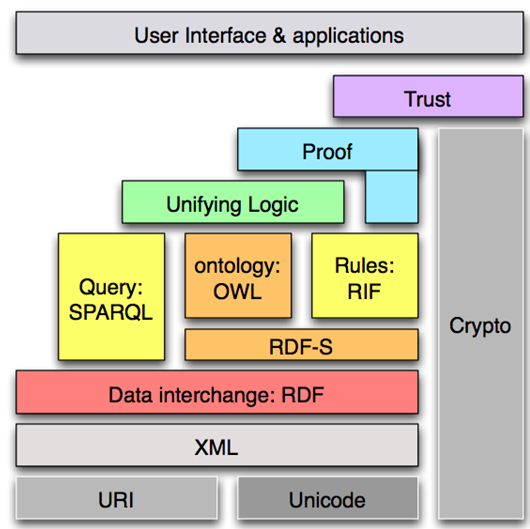 User Interface & applications
Trust
Proof
Unifying Logic
Query:
SPARQL
ontology:
OWL
Rules:
RIF
Crypto
RDF-S
Data interchange: RDF
XML
URI
Unicode